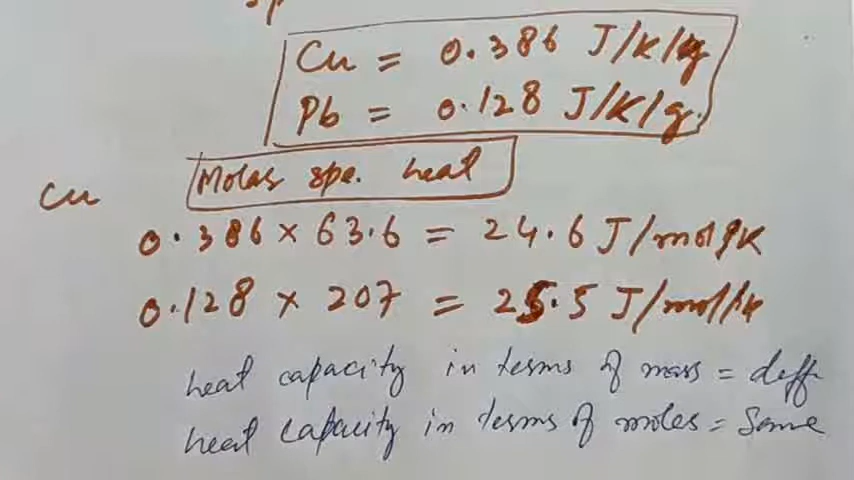 Cu = 0.386 J/K/g
Pb = 0.128 J/K/g.
Molar spe. heat
Cu
0.386 × 63.6 = 24.6 J/mol/K
0.128 × 207 = 25.5 J/mol/K
heat capacity in terms of mass = diff
heat capacity in terms of moles = Same